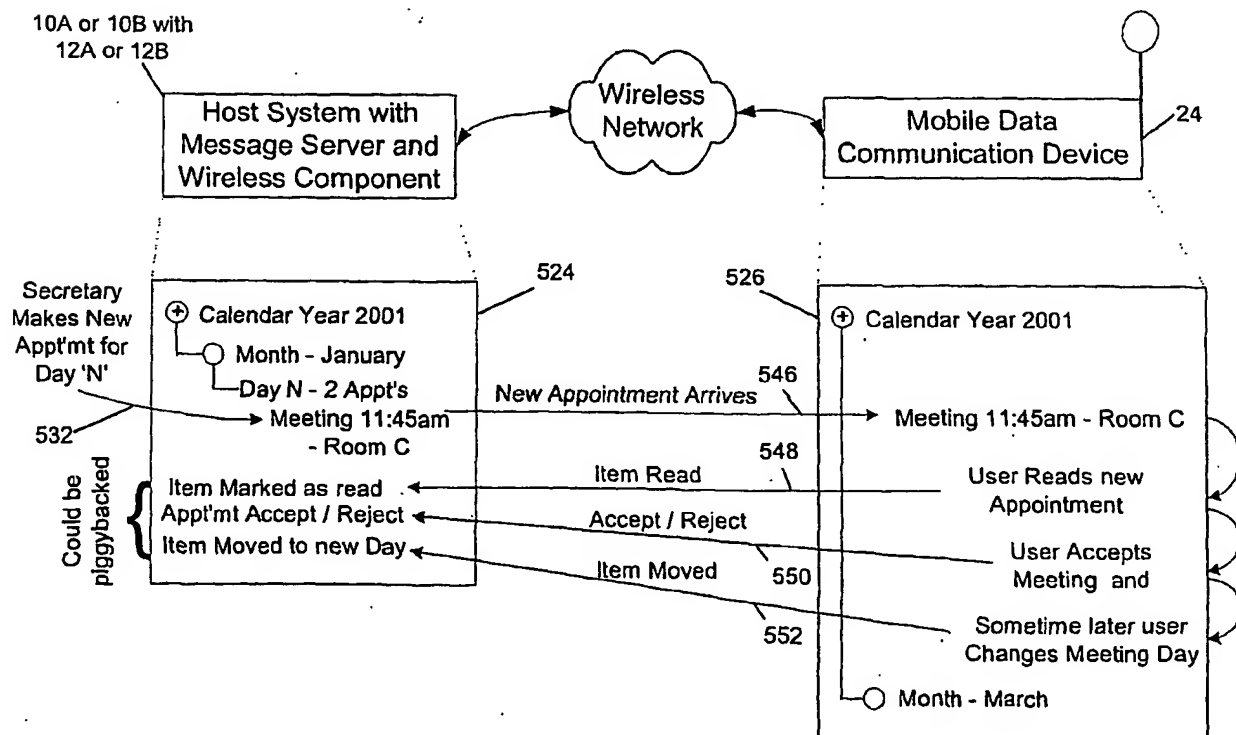 10A or 10B with
12A or 12B
Host System with
Message Server and
Wireless Component
Wireless
Network
Mobile Data
Communication Device
24
Secretary
Makes New
Appt'mt for
Day 'N'
532
524
Calendar Year 2001
Month - January
Day N - 2 Appt's
Meeting 11:45am
- Room C
Could be
piggybacked
Item Marked as read
Appt'mt Accept / Reject
Item Moved to new Day
New Appointment Arrives
546
548
Item Read
Accept / Reject
550
Item Moved
552
526
Calendar Year 2001
Meeting 11:45am - Room C
User Reads new
Appointment
User Accepts
Meeting and
Sometime later user
Changes Meeting Day
Month - March